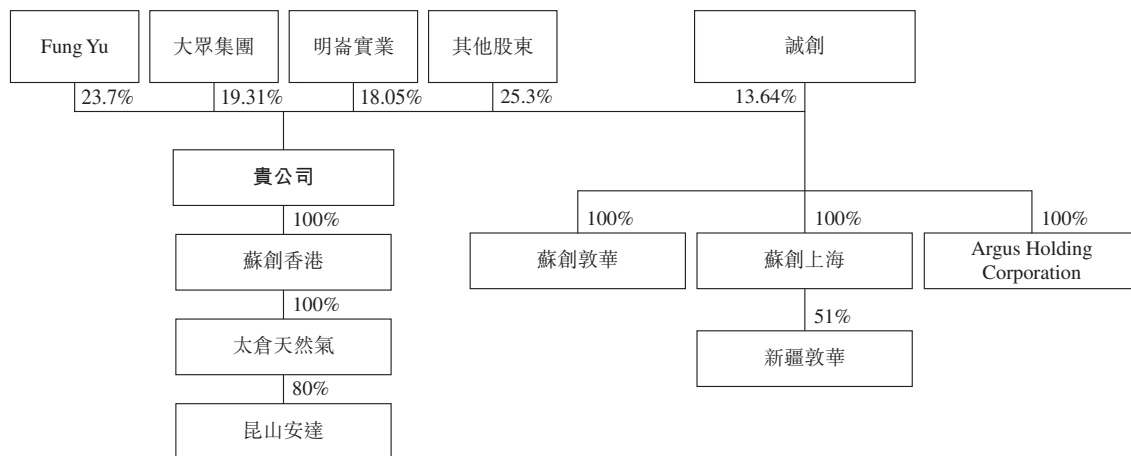 Fung Yu
大眾集團
明崙實業
其他股東
誠創
23.7%
19.31%
18.05%
25.3%
13.64%
貴公司
100%
100%
100%
100%
蘇創香港
蘇創敦華
蘇創上海
Argus Holding
Corporation
100%
51%
太倉天然氣
新疆敦華
80%
昆山安達